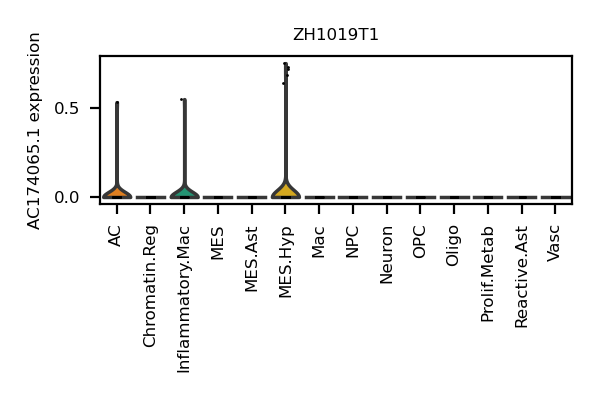 ZH1019T1
AC174065.1 expression
0.5
0.0
AC
Chromatin.Reg
Inflammatory.Mac
MES
MES.Ast
MES.Hyp
Mac
NPC
Neuron
OPC
Oligo
Prolif.Metab
Reactive.Ast
Vasc